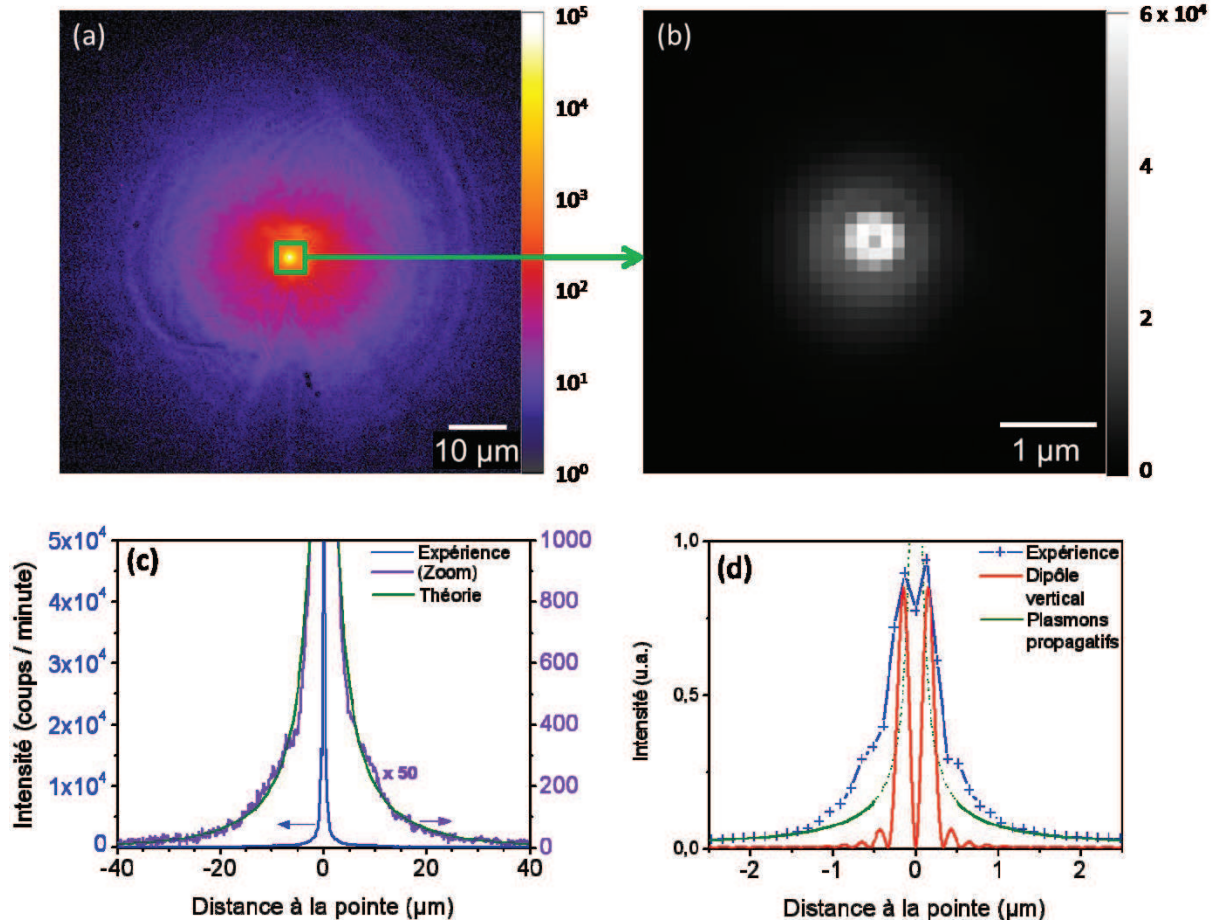 (a)
10⁵
10⁴
10³
10²
10¹
10⁰
10 µm
(b)
6 x 10⁴
4
2
0
1 µm
(c)
5x10⁴
4x10⁴
3x10⁴
2x10⁴
1x10⁴
0
Intensité (coups / minute)
1000
800
600
400
200
0
Expérience
(Zoom)
Théorie
x 50
-40
-20
0
20
40
Distance à la pointe (µm)
(d)
1,0
0,5
0,0
Intensité (u.a.)
Expérience
Dipôle
vertical
Plasmons
propagatifs
-2
-1
0
1
2
Distance à la pointe (µm)